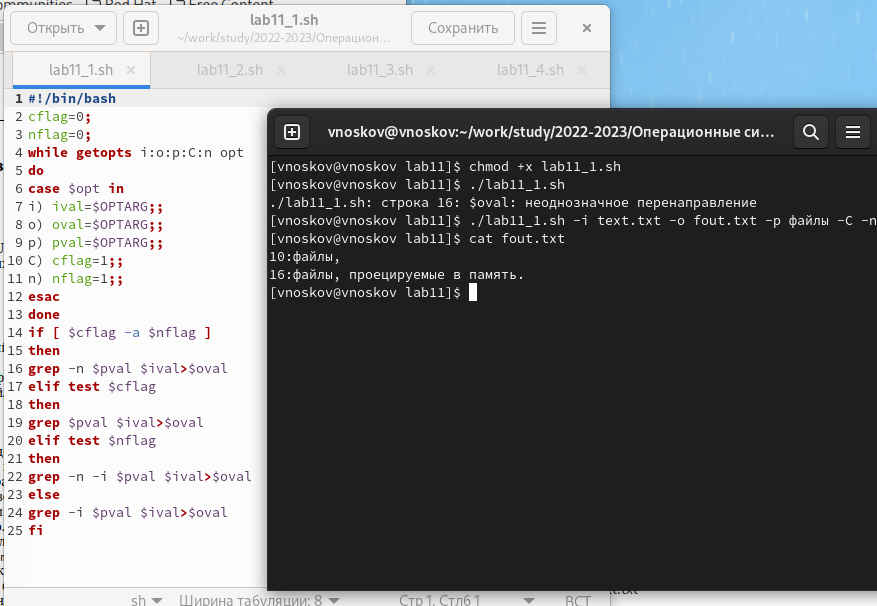 Red Hat
Free Content
Открыть
lab11_1.sh
~/work/study/2022-2023/Операцион...
Сохранить
lab11_1.sh
lab11_2.sh
lab11_3.sh
lab11_4.sh
1 #!/bin/bash
2 cflag=0;
3 nflag=0;
4 while getopts i:o:p:C:n opt
5 do
6 case $opt in
7 i) ival=$OPTARG;;
8 o) oval=$OPTARG;;
9 p) pval=$OPTARG;;
10 C) cflag=1;;
11 n) nflag=1;;
12 esac
13 done
14 if [ $cflag -a $nflag ]
15 then
16 grep -n $pval $ival>$oval
17 elif test $cflag
18 then
19 grep $pval $ival>$oval
20 elif test $nflag
21 then
22 grep -n -i $pval $ival>$oval
23 else
24 grep -i $pval $ival>$oval
25 fi
sh
Ширина табуляции: 8
Стр 1, Стлб 1
ВСТ
vnoskov@vnoskov:~/work/study/2022-2023/Операционные си...
[vnoskov@vnoskov lab11]$ chmod +x lab11_1.sh
[vnoskov@vnoskov lab11]$ ./lab11_1.sh
./lab11_1.sh: строка 16: $oval: неоднозначное перенаправление
[vnoskov@vnoskov lab11]$ ./lab11_1.sh -i text.txt -o fout.txt -p файлы -C -n
[vnoskov@vnoskov lab11]$ cat fout.txt
10:файлы,
16:файлы, проецируемые в память.
[vnoskov@vnoskov lab11]$